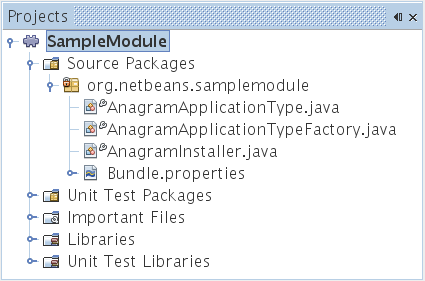 Projects
SampleModule
Source Packages
org.netbeans.samplemodule
AnagramApplicationType.java
AnagramApplicationTypeFactory.java
AnagramInstaller.java
Bundle.properties
Unit Test Packages
Important Files
Libraries
Unit Test Libraries